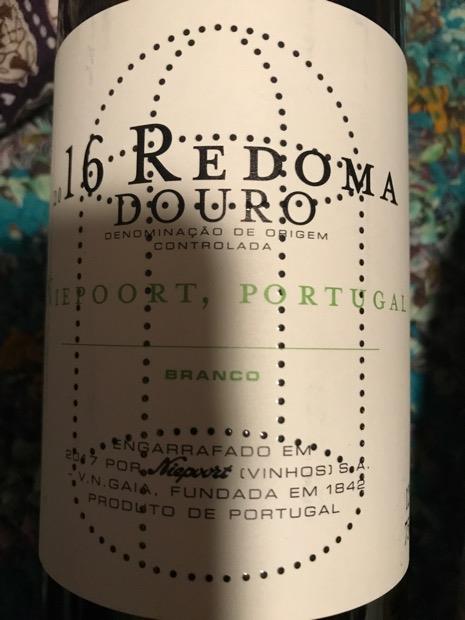 2016 REDOMA
DOURO
DENOMINAÇÃO DE ORIGEM
CONTROLADA
NIEPOORT, PORTUGAL
BRANCO
ENGARRAFADO EM
2017 POR Niepoort (VINHOS) S.A.
- V.N.GAIA, FUNDADA EM 1842
PRODUTO DE PORTUGAL